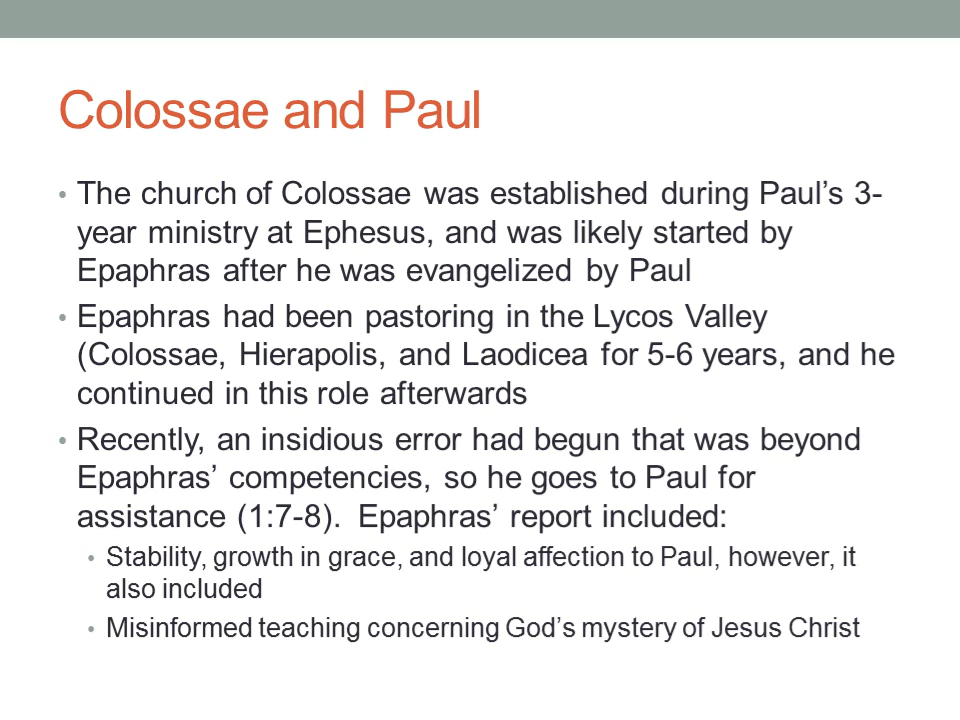 Colossae and Paul
• The church of Colossae was established during Paul’s 3-
year ministry at Ephesus, and was likely started by
Epaphras after he was evangelized by Paul
• Epaphras had been pastoring in the Lycos Valley
(Colossae, Hierapolis, and Laodicea for 5-6 years, and he
continued in this role afterwards
• Recently, an insidious error had begun that was beyond
Epaphras’ competencies, so he goes to Paul for
assistance (1:7-8).  Epaphras’ report included:
• Stability, growth in grace, and loyal affection to Paul, however, it
also included
• Misinformed teaching concerning God’s mystery of Jesus Christ